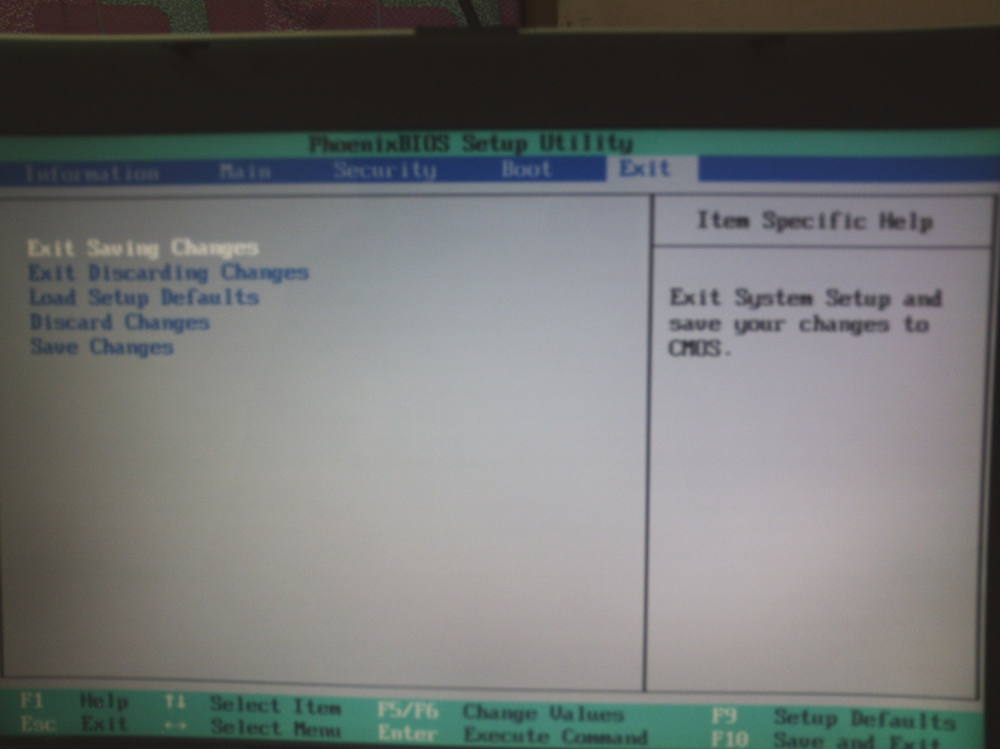 PhoenixBIOS Setup Utility
Information Main Security Boot Exit
Item Specific Help
Exit Saving Changes
Exit Discarding Changes
Load Setup Defaults
Discard Changes
Save Changes
Exit System Setup and
save your changes to
CMOS.
F1 Help ↑↓ Select Item F5/F6 Change Values F9 Setup Defaults
Esc Exit ←→ Select Menu Enter Execute Command F10 Save and Exit